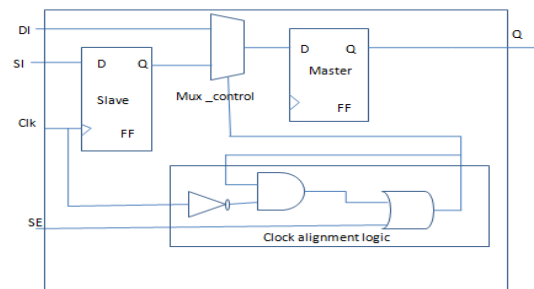 DI
Q
SI
D Q
D Q
Slave
Master
Mux _control
Clk
FF
FF
SE
Clock alignment logic